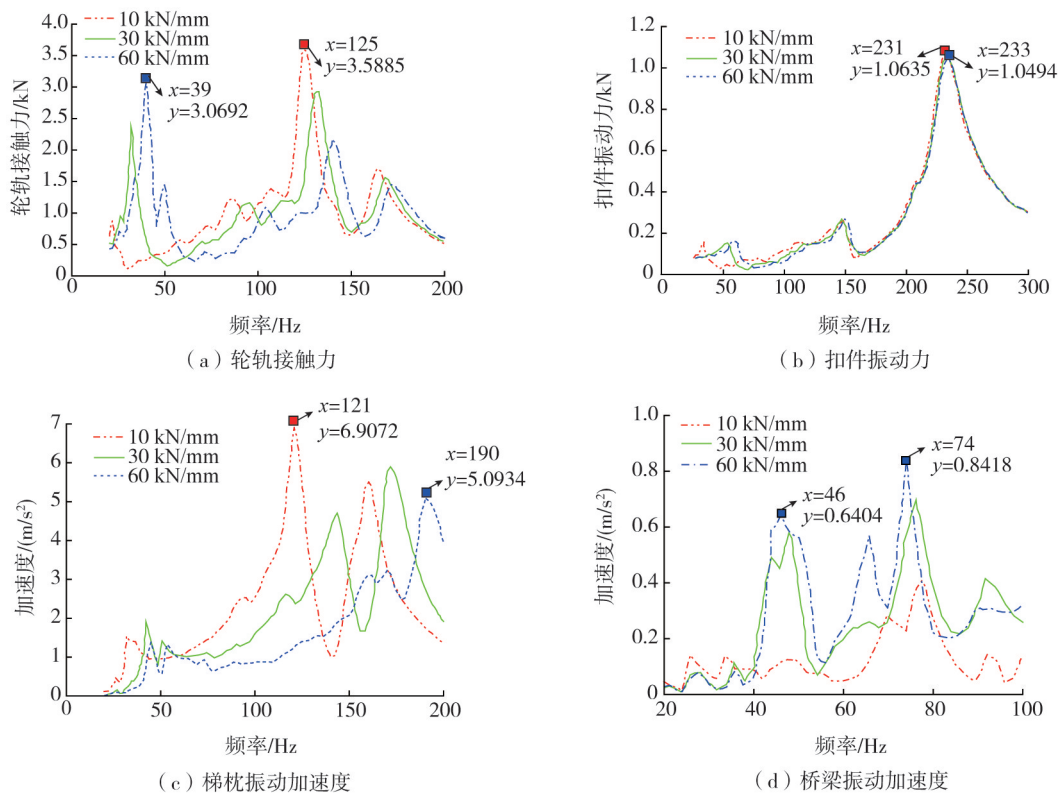 10 kN/mm
30 kN/mm
60 kN/mm
x=125
y=3.5885
x=39
y=3.0692
4.0
3.5
3.0
2.5
2.0
1.5
1.0
0.5
0
轮轨接触力/kN
0 50 100 150 200
频率/Hz
（a）轮轨接触力
10 kN/mm
30 kN/mm
60 kN/mm
x=231
y=1.0635
x=233
y=1.0494
1.2
1.0
0.8
0.6
0.4
0.2
0
扣件振动力/kN
0 50 100 150 200 250 300
频率/Hz
（b）扣件振动力
10 kN/mm
30 kN/mm
60 kN/mm
x=121
y=6.9072
x=190
y=5.0934
7
6
5
4
3
2
1
0
加速度/(m/s²)
0 50 100 150 200
频率/Hz
（c）梯枕振动加速度
10 kN/mm
30 kN/mm
60 kN/mm
x=74
y=0.8418
x=46
y=0.6404
1.0
0.8
0.6
0.4
0.2
0
加速度/(m/s²)
20 40 60 80 100
频率/Hz
（d）桥梁振动加速度